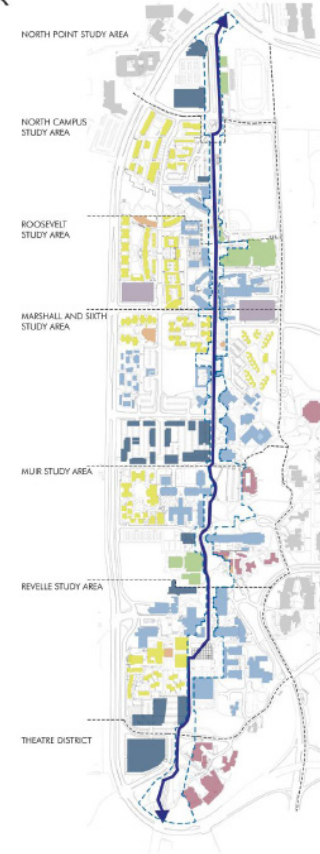 NORTH POINT STUDY AREA
NORTH CAMPUS
STUDY AREA
ROOSEVELT
STUDY AREA
MARSHALL AND SIXTH
STUDY AREA
MUIR STUDY AREA
REVELLE STUDY AREA
THEATRE DISTRICT